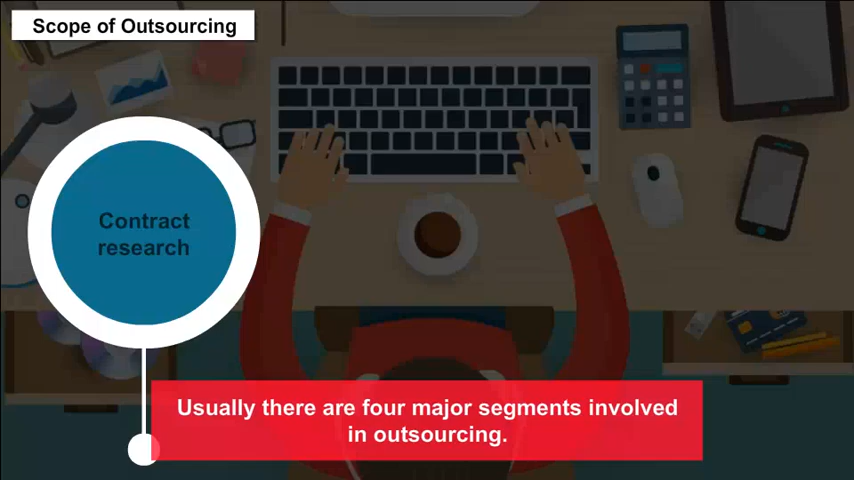 Scope of Outsourcing
Contract
research
Usually there are four major segments involved
in outsourcing.